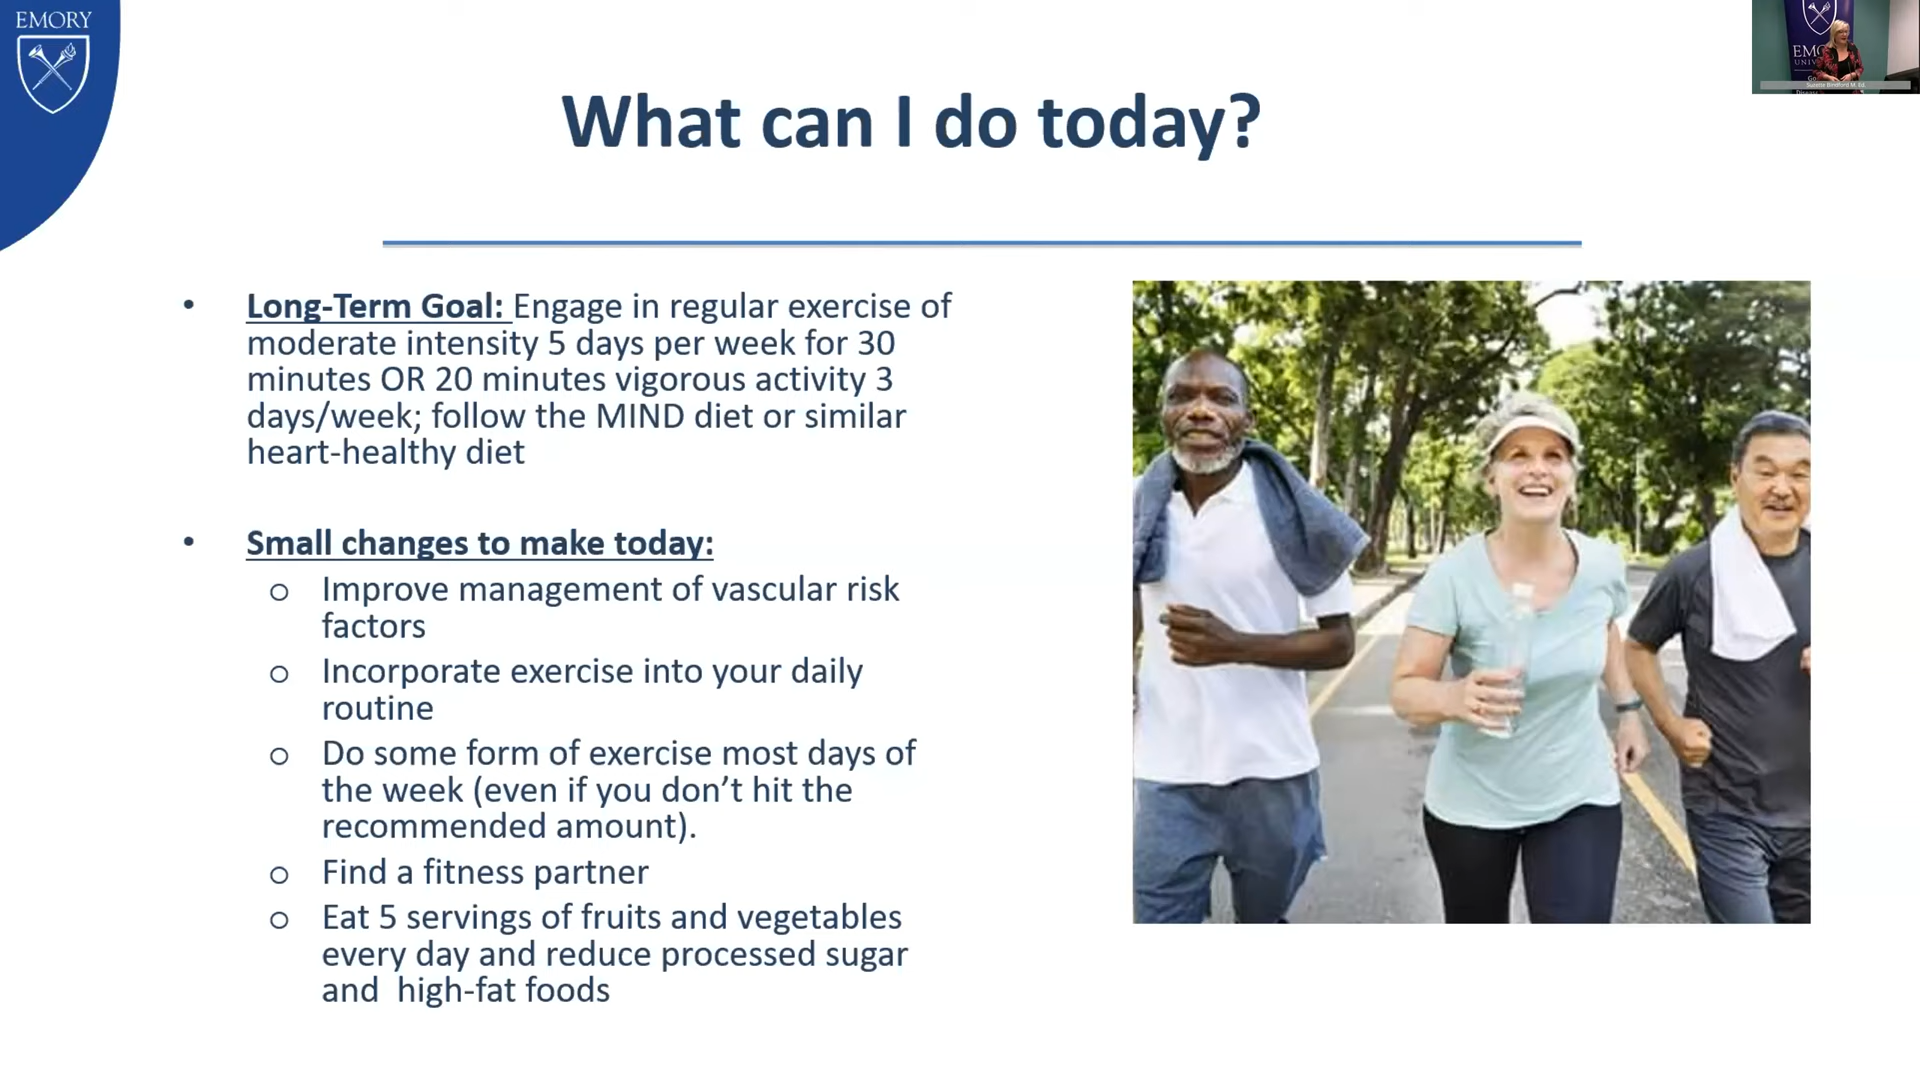 EMORY
What can I do today?
• Long-Term Goal: Engage in regular exercise of
moderate intensity 5 days per week for 30
minutes OR 20 minutes vigorous activity 3
days/week; follow the MIND diet or similar
heart-healthy diet
• Small changes to make today:
o Improve management of vascular risk
factors
o Incorporate exercise into your daily
routine
o Do some form of exercise most days of
the week (even if you don’t hit the
recommended amount).
o Find a fitness partner
o Eat 5 servings of fruits and vegetables
every day and reduce processed sugar
and  high-fat foods